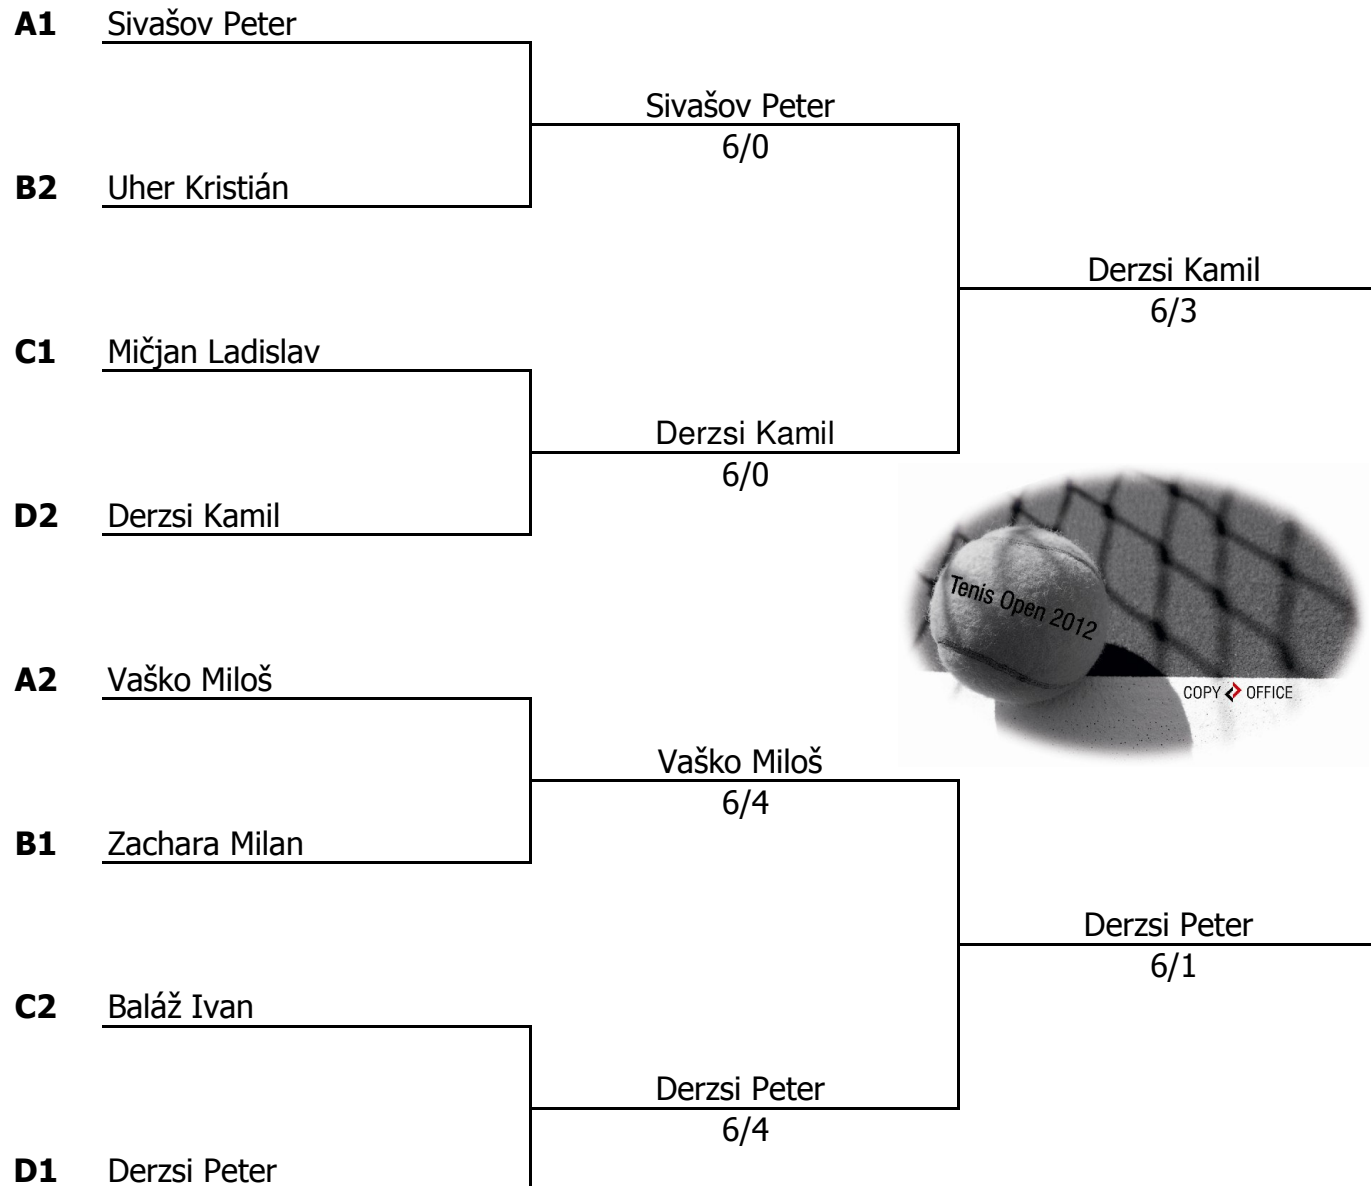 A1 Sivašov Peter
Sivašov Peter
6/0
B2 Uher Kristián
Derzsi Kamil
6/3
C1 Mičjan Ladislav
Derzsi Kamil
6/0
D2 Derzsi Kamil
Tenis Open 2012
COPY OFFICE
A2 Vaško Miloš
Vaško Miloš
6/4
B1 Zachara Milan
Derzsi Peter
6/1
C2 Baláž Ivan
Derzsi Peter
6/4
D1 Derzsi Peter